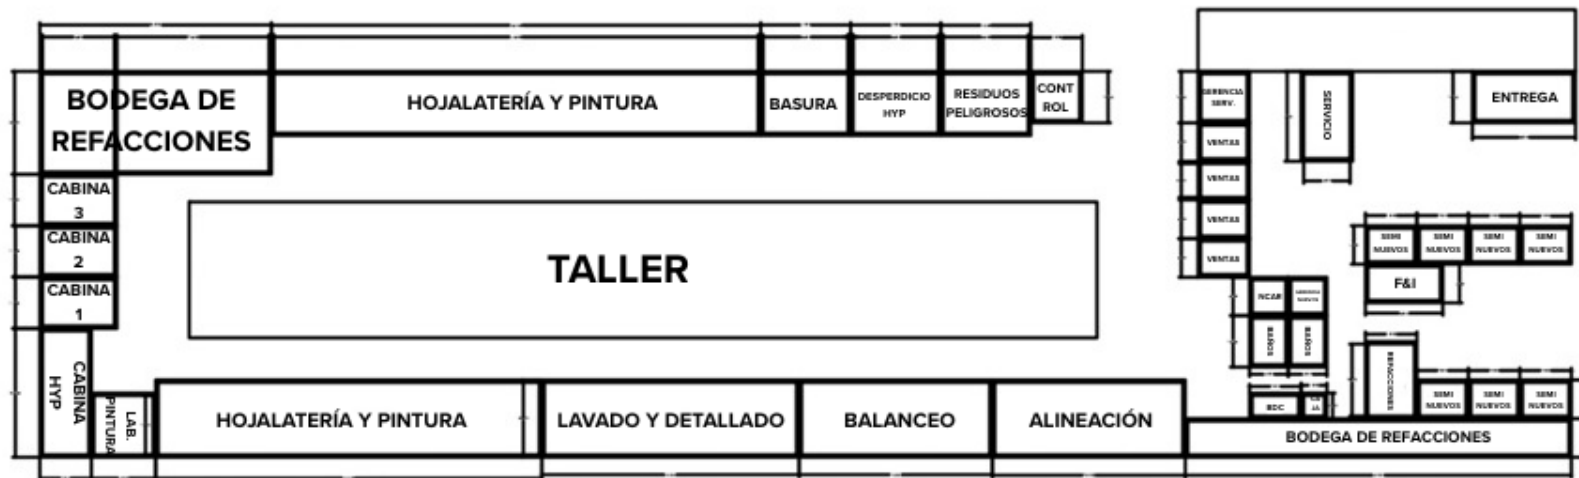 BODEGA DE
REFACCIONES
HOJALATERÍA Y PINTURA
BASURA
DESPERDICIO
HYP
RESIDUOS
PELIGROSOS
CONT
ROL
GERENCIA
SERV.
SERVICIO
ENTREGA
VENTAS
VENTAS
VENTAS
VENTAS
CABINA
3
CABINA
2
CABINA
1
TALLER
SEMI
NUEVOS
SEMI
NUEVOS
SEMI
NUEVOS
SEMI
NUEVOS
F&I
NCAR
BAÑOS
BAÑOS
REFACCIONES
CABINA
HYP
LAB.
PINTURA
HOJALATERÍA Y PINTURA
LAVADO Y DETALLADO
BALANCEO
ALINEACIÓN
BDC
SEMI
NUEVOS
SEMI
NUEVOS
SEMI
NUEVOS
BODEGA DE REFACCIONES